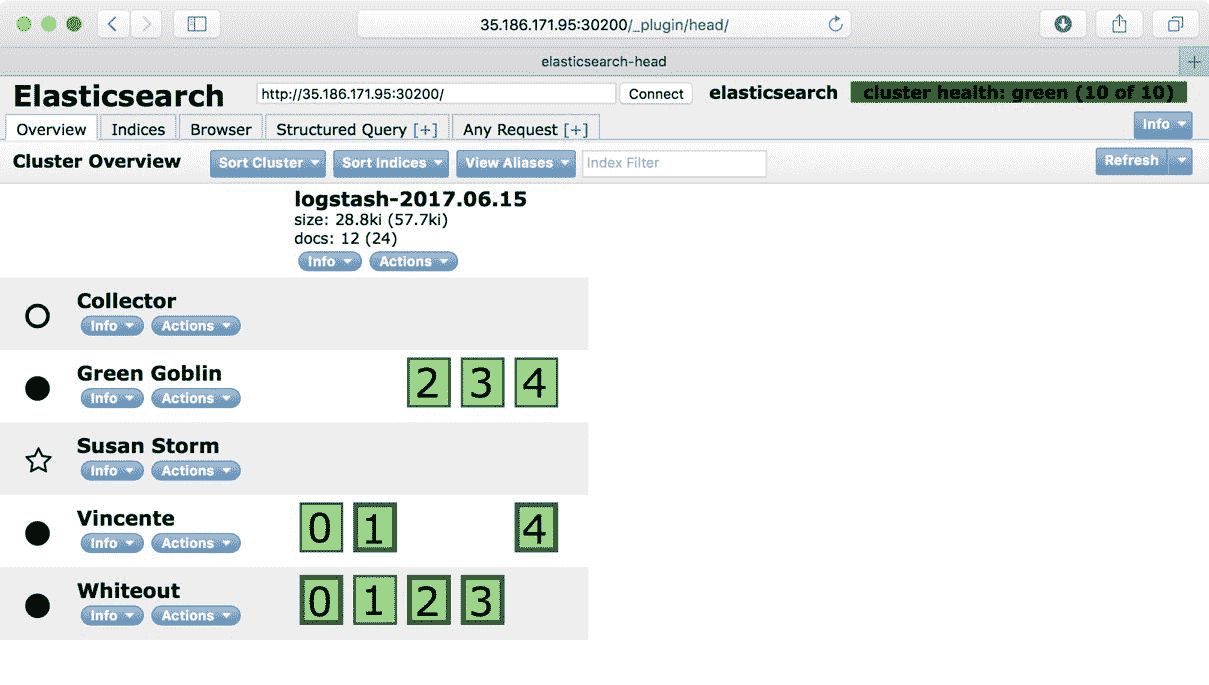 35.186.171.95:30200/_plugin/head/
elasticsearch-head
Elasticsearch http://35.186.171.95:30200/ Connect elasticsearch cluster health: green (10 of 10)
Overview Indices Browser Structured Query [+] Any Request [+] Info
Cluster Overview Sort Cluster Sort Indices View Aliases Index Filter Refresh
logstash-2017.06.15
size: 28.8ki (57.7ki)
docs: 12 (24)
Info Actions
Collector
Info Actions
Green Goblin
Info Actions
2 3 4
Susan Storm
Info Actions
Vincente
Info Actions
0 1 4
Whiteout
Info Actions
0 1 2 3